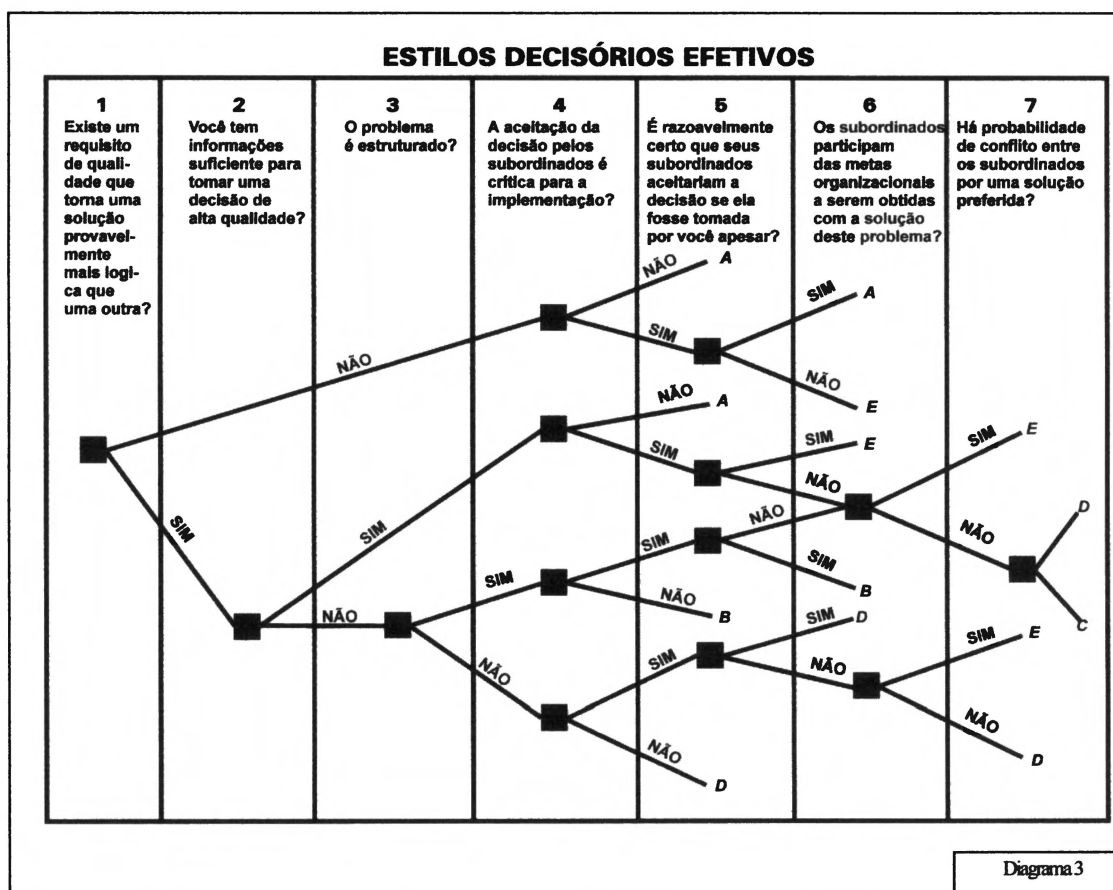 ESTILOS DECISÓRIOS EFETIVOS
1
Existe um
requisito
de quali-
dade que
torna uma
solução
provavel-
mente
mais logi-
ca que
uma outra?
2
Você tem
informações
suficiente para
tomar uma
decisão de
alta qualidade?
3
O problema
é estruturado?
4
A aceitação da
decisão pelos
subordinados é
crítica para a
implementação?
5
É razoavelmente
certo que seus
subordinados
aceitariam a
decisão se ela
fosse tomada
por você apesar?
6
Os subordinados
participam
das metas
organizacionais
a serem obtidas
com a solução
deste problema?
7
Há probabilidade
de conflito entre
os subordinados
por uma solução
preferida?
NÃO
A
SIM
A
SIM
NÃO
NÃO
E
NÃO
A
SIM
E
SIM
E
SIM
NÃO
D
SIM
NÃO
NÃO
SIM
SIM
SIM
B
C
NÃO
NÃO
B
SIM
D
SIM
E
NÃO
SIM
NÃO
NÃO
D
NÃO
D
Diagrama 3